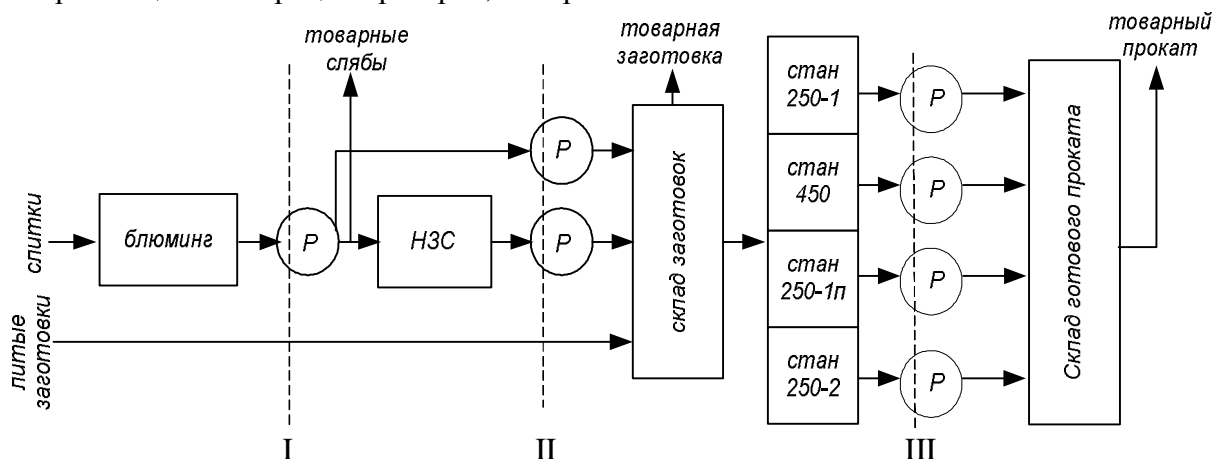 товарные
слябы
товарная
заготовка
товарный
прокат
стан
250-1
Р
Р
стан
450
Р
слитки
блюминг
Р
НЗС
Р
склад заготовок
стан
250-1п
Р
Склад готового проката
литые
заготовки
стан
250-2
Р
I
II
III